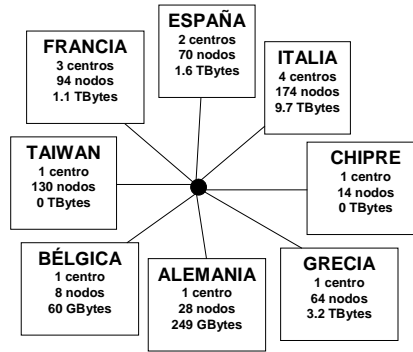 ESPAÑA
2 centros
70 nodos
1.6 TBytes
FRANCIA
3 centros
94 nodos
1.1 TBytes
ITALIA
4 centros
174 nodos
9.7 TBytes
TAIWAN
1 centro
130 nodos
0 TBytes
CHIPRE
1 centro
14 nodos
0 TBytes
BÉLGICA
1 centro
8 nodos
60 GBytes
ALEMANIA
1 centro
28 nodos
249 GBytes
GRECIA
1 centro
64 nodos
3.2 TBytes